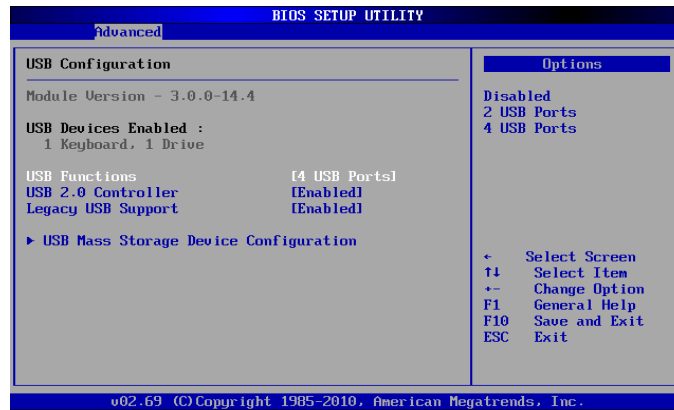 BIOS SETUP UTILITY
Advanced
USB Configuration
Module Version - 3.0.0-14.4
USB Devices Enabled :
1 Keyboard, 1 Drive
USB Functions [4 USB Ports]
USB 2.0 Controller [Enabled]
Legacy USB Support [Enabled]
▶ USB Mass Storage Device Configuration
Options
Disabled
2 USB Ports
4 USB Ports
← Select Screen
↑↓ Select Item
+- Change Option
F1 General Help
F10 Save and Exit
ESC Exit
v02.69 (C)Copyright 1985-2010, American Megatrends, Inc.